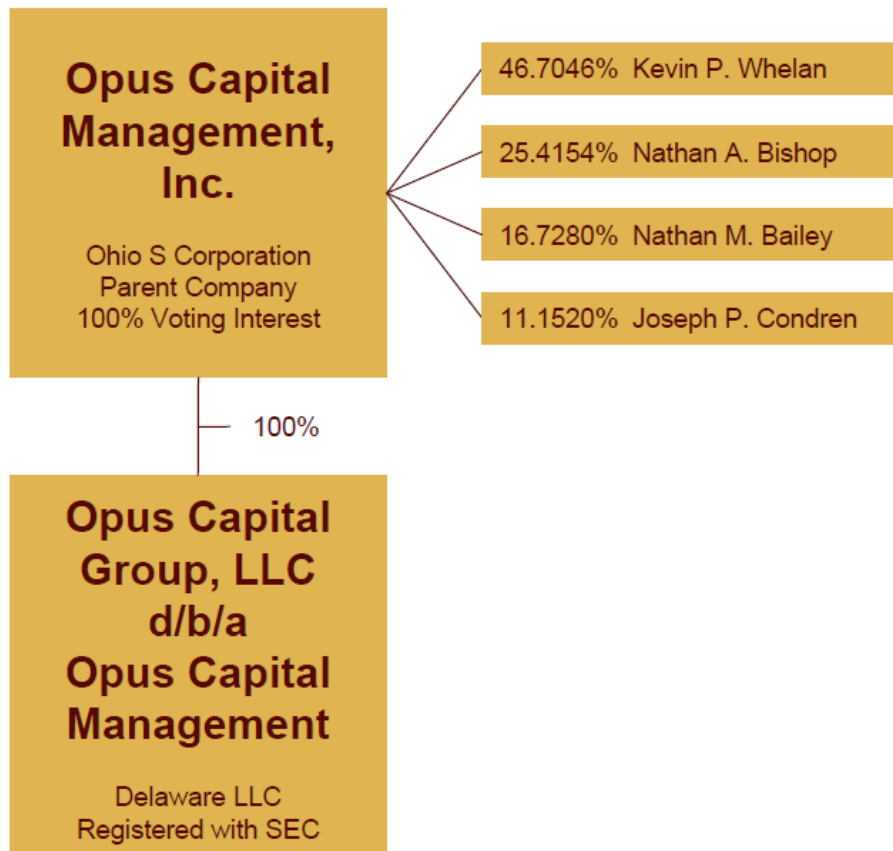 Opus Capital
Management,
Inc.
Ohio S Corporation
Parent Company
100% Voting Interest
46.7046% Kevin P. Whelan
25.4154% Nathan A. Bishop
16.7280% Nathan M. Bailey
11.1520% Joseph P. Condren
100%
Opus Capital
Group, LLC
d/b/a
Opus Capital
Management
Delaware LLC
Registered with SEC